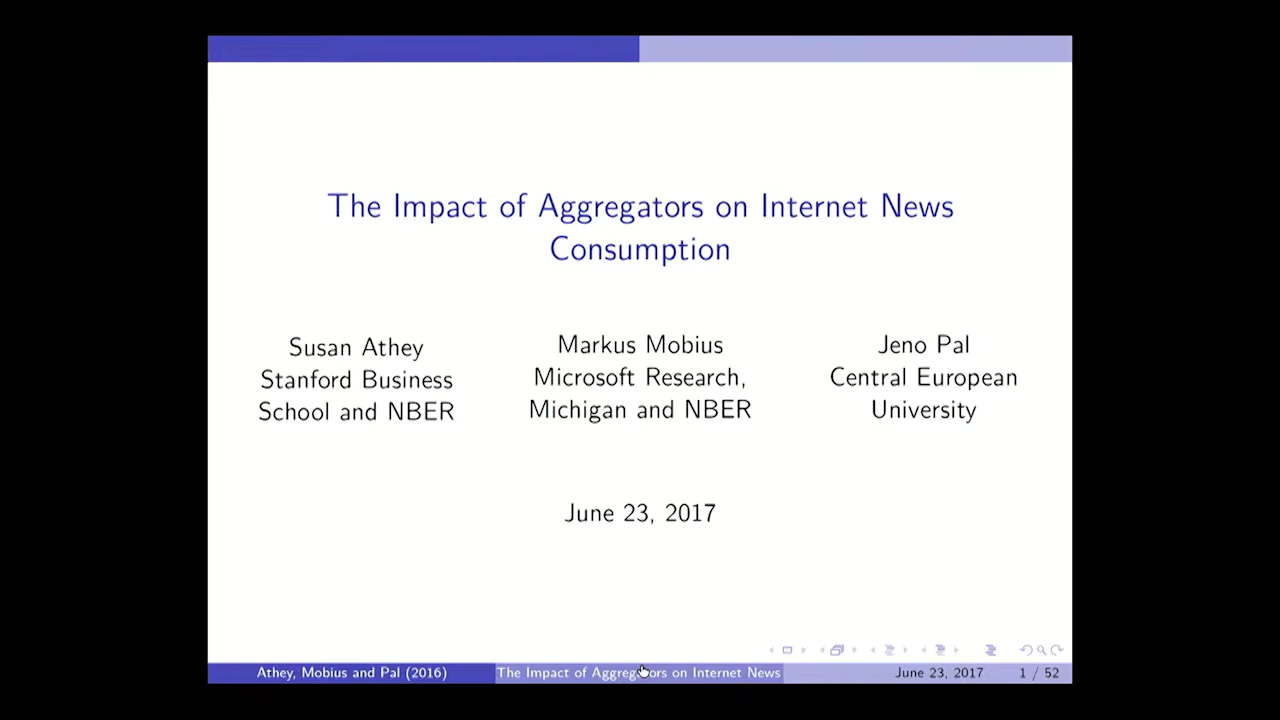 The Impact of Aggregators on Internet News
Consumption
Susan Athey
Stanford Business
School and NBER
Markus Mobius
Microsoft Research,
Michigan and NBER
Jeno Pal
Central European
University
June 23, 2017
Athey, Mobius and Pal (2016)
The Impact of Aggregators on Internet News
June 23, 2017
1 / 52